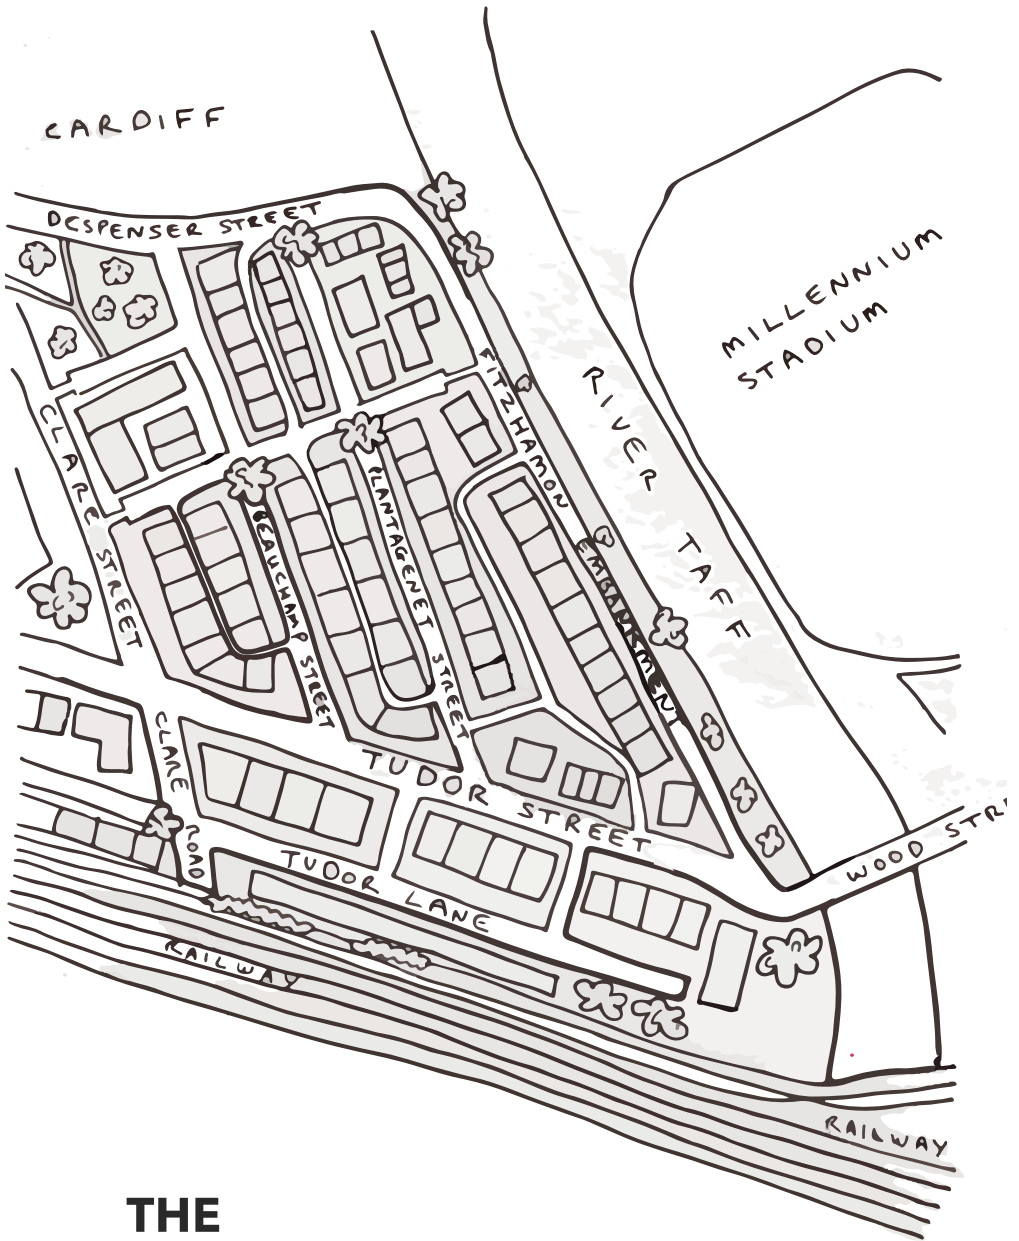 CARDIFF
DESPENSER STREET
MILLENNIUM
STADIUM
RIVER TAFF
FITZHAMON EMBANKMENT
CLARE STREET
PLANTAGENET STREET
BEAUCHAMP STREET
CLARE ROAD
TUDOR STREET
WOOD STR
TUDOR LANE
RAILWAY
RAILWAY
THE